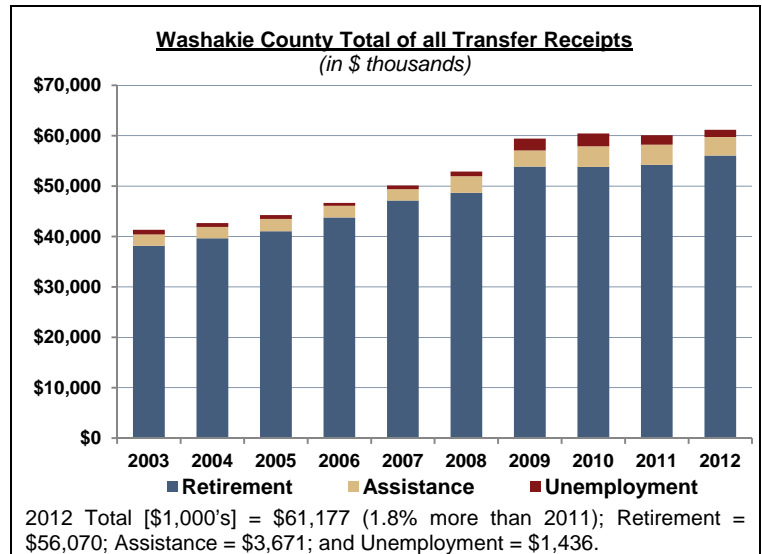 Washakie County Total of all Transfer Receipts
(in $ thousands)
$70,000
$60,000
$50,000
$40,000
$30,000
$20,000
$10,000
$0
2003 2004 2005 2006 2007 2008 2009 2010 2011 2012
Retirement Assistance Unemployment
2012 Total [$1,000's] = $61,177 (1.8% more than 2011); Retirement =
$56,070; Assistance = $3,671; and Unemployment = $1,436.